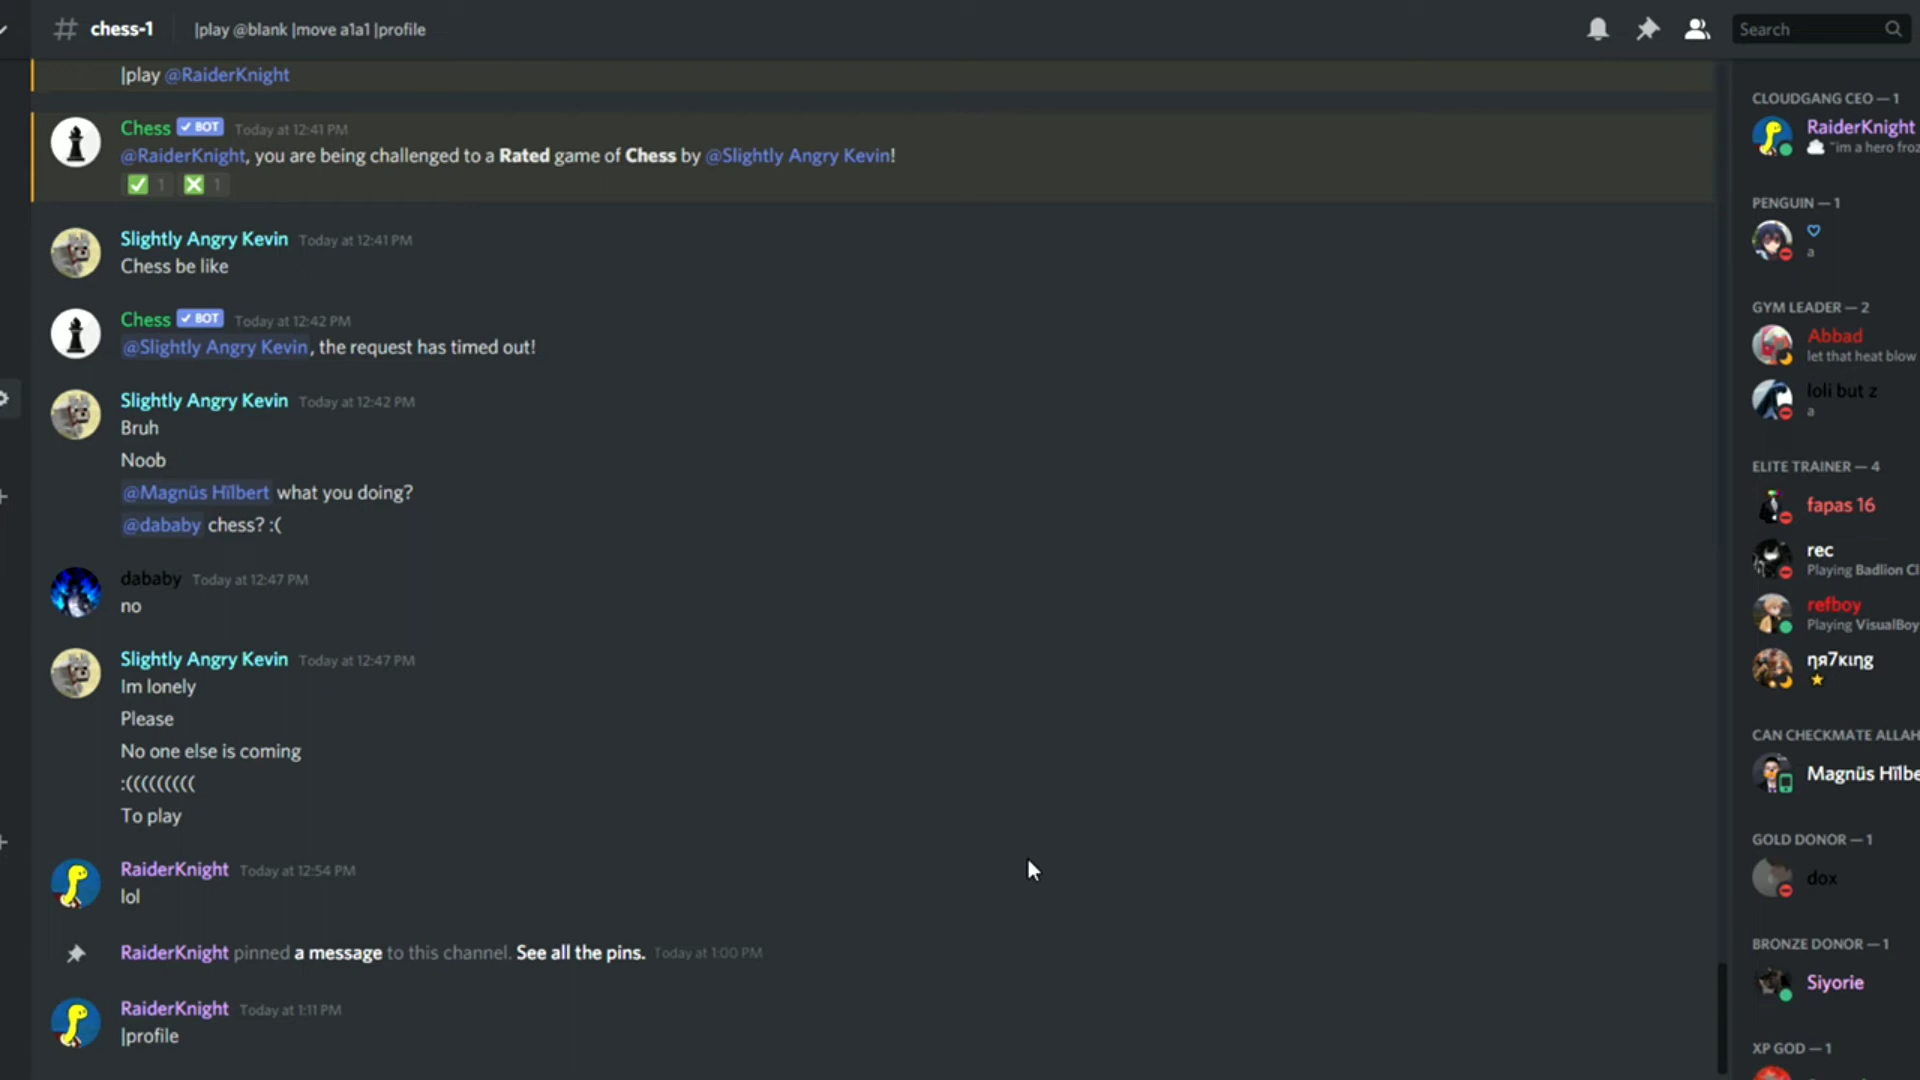 chess-1
|play @blank |move a1a1 |profile
Search
|play @RaiderKnight
Chess BOT Today at 12:41 PM
@RaiderKnight, you are being challenged to a Rated game of Chess by @Slightly Angry Kevin!
1 1
Slightly Angry Kevin Today at 12:41 PM
Chess be like
Chess BOT Today at 12:42 PM
@Slightly Angry Kevin, the request has timed out!
Slightly Angry Kevin Today at 12:42 PM
Bruh
Noob
@Magnüs Hïlbert what you doing?
@dababy chess? :(
dababy Today at 12:47 PM
no
Slightly Angry Kevin Today at 12:47 PM
Im lonely
Please
No one else is coming
:(((((((((
To play
RaiderKnight Today at 12:54 PM
lol
RaiderKnight pinned a message to this channel. See all the pins. Today at 1:00 PM
RaiderKnight Today at 1:11 PM
|profile
CLOUDGANG CEO — 1
RaiderKnight
"im a hero froz
PENGUIN — 1
a
GYM LEADER — 2
Abbad
let that heat blow
loli but z
a
ELITE TRAINER — 4
fapas 16
rec
Playing Badlion Cl
refboy
Playing VisualBoy
ηя7кιηg
CAN CHECKMATE ALLAH
Magnüs Hïlbe
GOLD DONOR — 1
dox
BRONZE DONOR — 1
Siyorie
XP GOD — 1